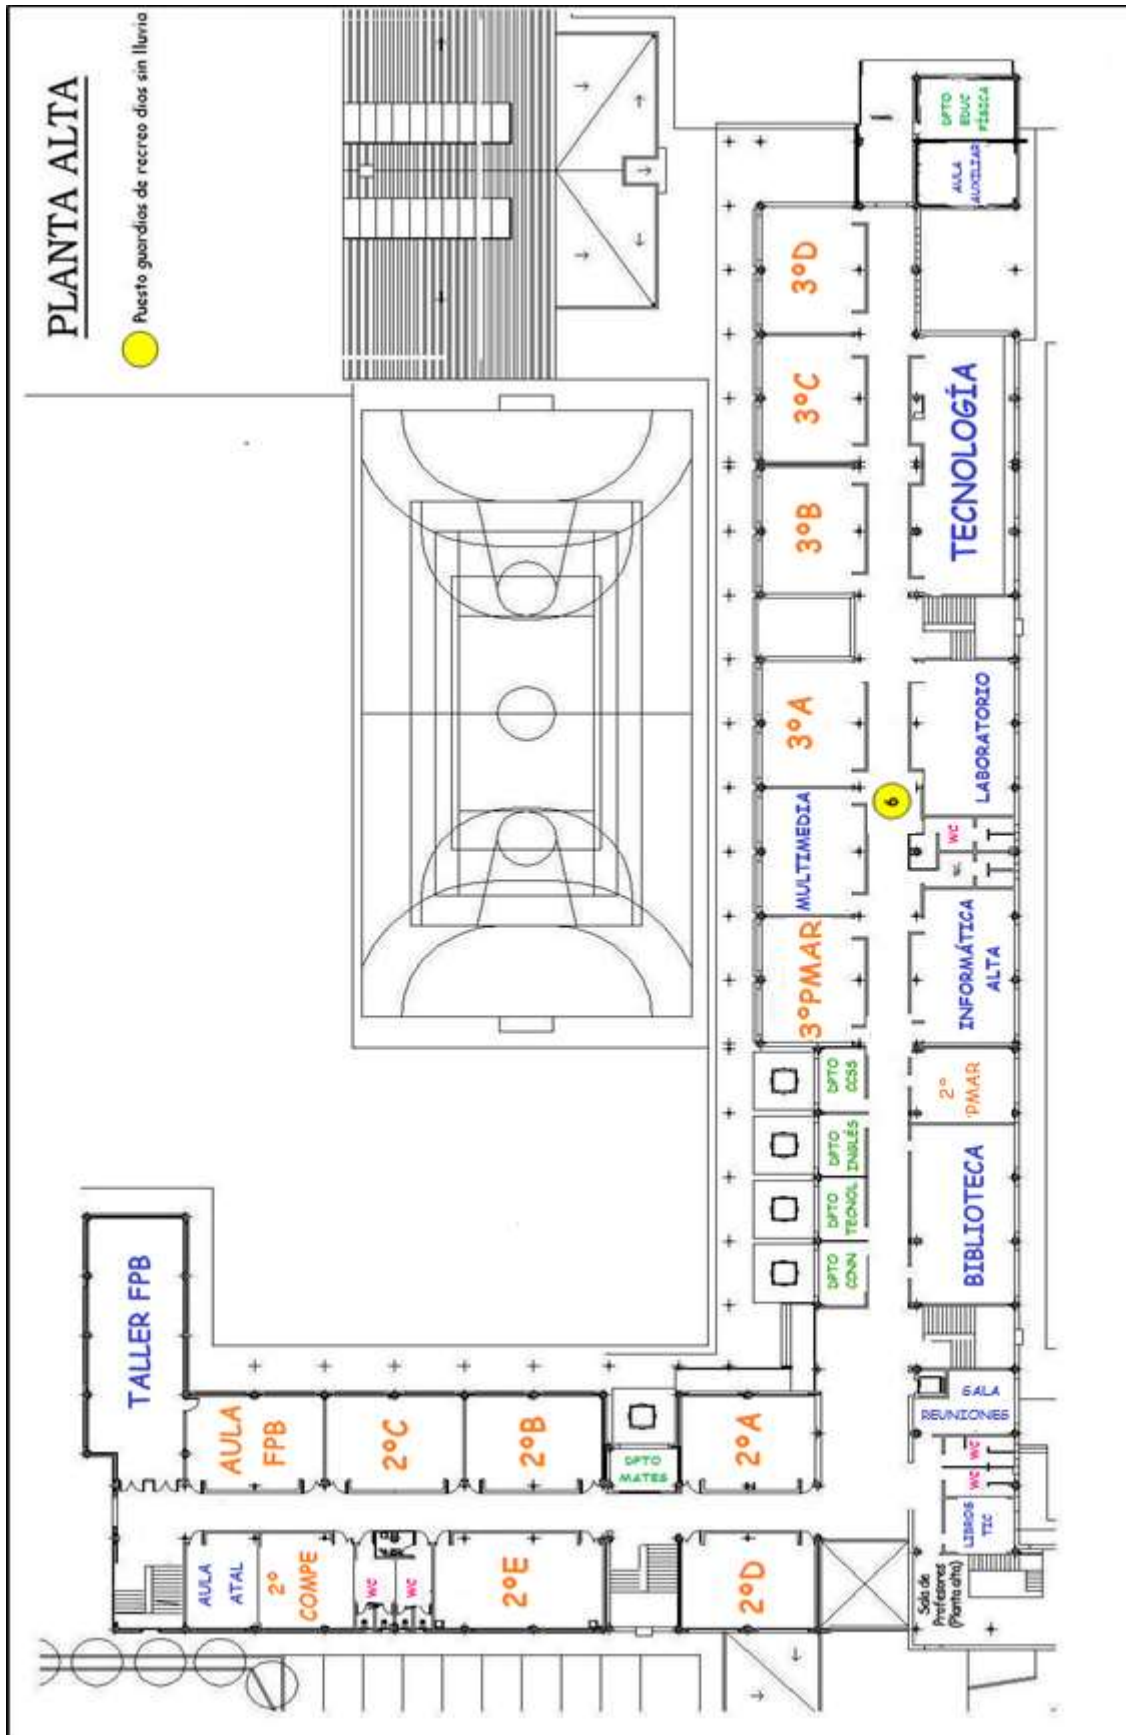 PLANTA ALTA
Puesto guardias de recreo dias sin lluvia
DPTO
EDUC
FÍSICA
AULA
AUXILIAR
3ºD
3ºC
3ºB
TECNOLOGÍA
3ºA
LABORATORIO
6
MULTIMEDIA
WC
3ºPMAR
INFORMÁTICA
ALTA
DPTO
CCSS
2º
PMAR
DPTO
INGLÉS
DPTO
TECNOL
DPTO
CCNN
BIBLIOTECA
TALLER FPB
AULA
FPB
2ºC
2ºB
DPTO
MATES
2ºA
SALA
REUNIONES
WC
WC
LIBROS
TIC
AULA
ATAL
2º
COMPE
WC
WC
2ºE
2ºD
Sala de
Profesores
(Planta alta)